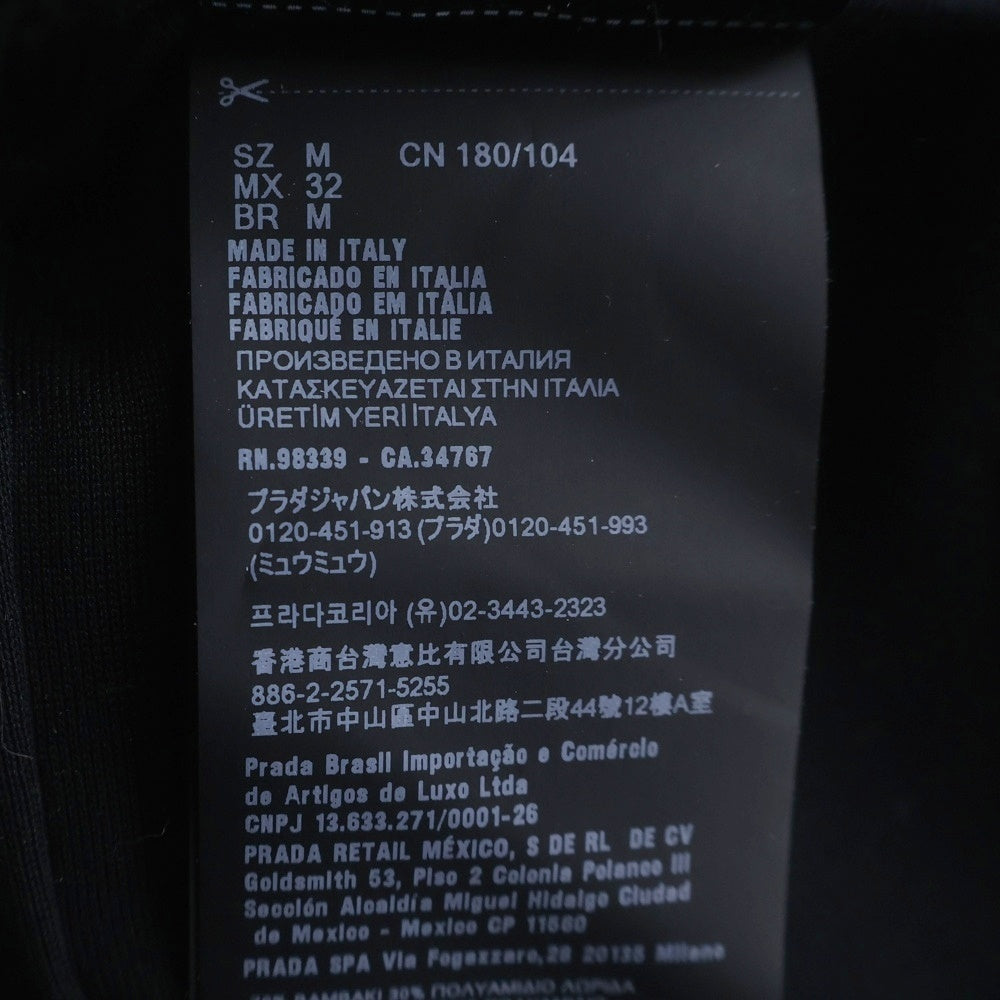 SZ M CN 180/104
MX 32
BR M
MADE IN ITALY
FABRICADO EN ITALIA
FABRICADO EM ITÁLIA
FABRIQUÉ EN ITALIE
ПРОИЗВЕДЕНО В ИТАЛИЯ
ΚΑΤΑΣΚΕΥΑΖΕΤΑΙ ΣΤΗΝ ΙΤΑΛΙΑ
ÜRETİM YERİ İTALYA
RN.98339 - CA.34767
プラダジャパン株式会社
0120-451-913 (プラダ)0120-451-993
(ミュウミュウ)
프라다코리아 (유)02-3443-2323
香港商台灣意比有限公司台灣分公司
886-2-2571-5255
臺北市中山區中山北路二段44號12樓A室
Prada Brasil Importação e Comércio
de Artigos de Luxo Ltda
CNPJ 13.633.271/0001-26
PRADA RETAIL MÉXICO, S DE RL DE CV
Goldsmith 53, Piso 2 Colonia Polanco III
Sección Alcaldía Miguel Hidalgo Ciudad
de Mexico - Mexico CP 11560
PRADA SPA Via Fogazzaro,28 20135 Milano